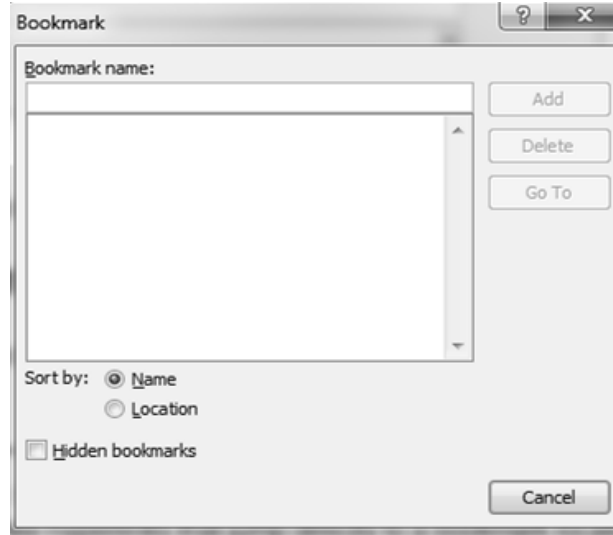 Bookmark
Bookmark name:
Add
Delete
Go To
Sort by:
Name
Location
Hidden bookmarks
Cancel